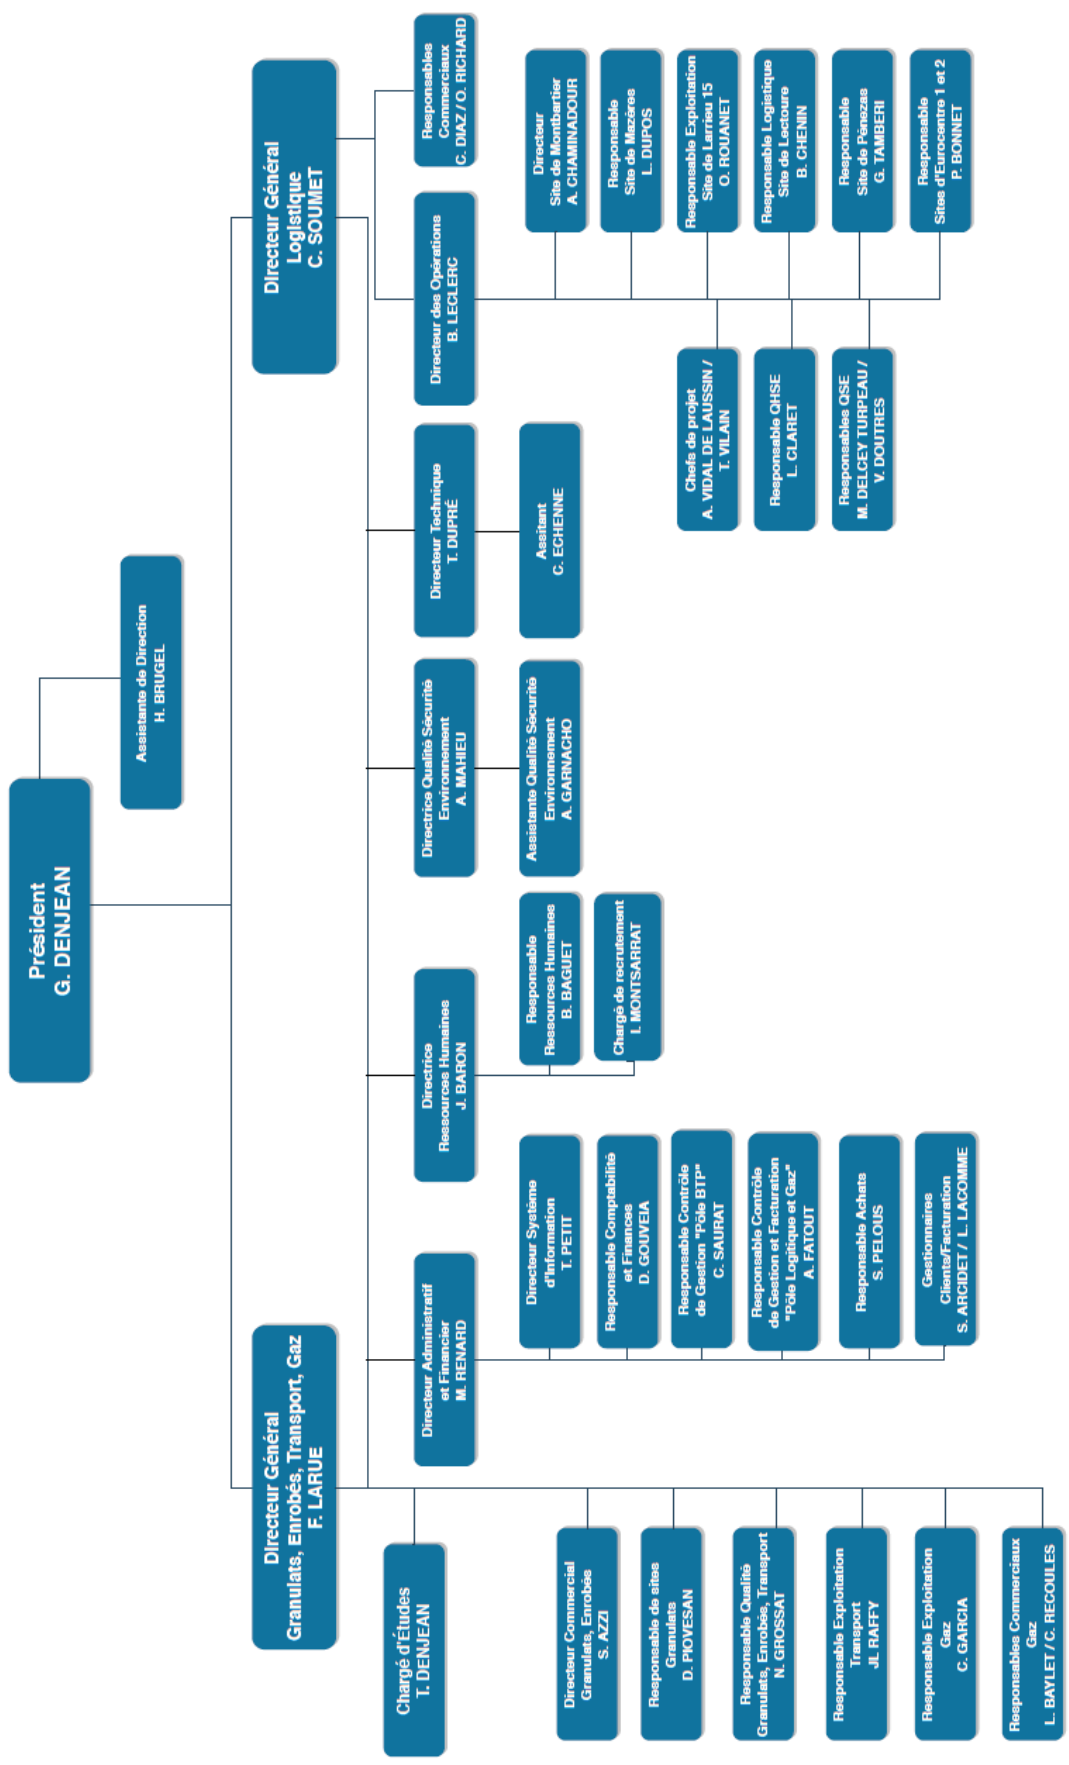 Président
G. DENJEAN
Assistante de Direction
H. BRUGEL
Directeur Général
Granulats, Enrobés, Transport, Gaz
F. LARUE
Directeur Général
Logistique
C. SOUMET
Chargé d'Études
T. DENJEAN
Directeur Commercial
Granulats, Enrobés
S. AZZI
Responsable de sites
Granulats
D. PIOVESAN
Responsable Qualité
Granulats, Enrobés, Transport
N. GROSSAT
Responsable Exploitation
Transport
JL RAFFY
Responsable Exploitation
Gaz
C. GARCIA
Responsables Commerciaux
Gaz
L. BAYLET / C. RECOULES
Directeur Administratif
et Financier
M. RENARD
Directeur Système
d'Information
T. PETIT
Responsable Comptabilité
et Finances
D. GOUVEIA
Responsable Contrôle
de Gestion "Pôle BTP"
C. SAURAT
Responsable Contrôle
de Gestion et Facturation
"Pôle Logitique et Gaz"
A. FATOUT
Responsable Achats
S. PELOUS
Gestionnaires
Clients/Facturation
S. ARCIDET / L. LACOMME
Directrice
Ressources Humaines
J. BARON
Responsable
Ressources Humaines
B. BAGUET
Chargé de recrutement
I. MONTSARRAT
Directrice Qualité Sécurité
Environnement
A. MAHIEU
Assistante Qualité Sécurité
Environnement
A. GARNACHO
Directeur Technique
T. DUPRÉ
Assitant
C. ECHENNE
Directeur des Opérations
B. LECLERC
Responsables
Commerciaux
C. DIAZ / O. RICHARD
Chefs de projet
A. VIDAL DE LAUSSIN /
T. VILAIN
Responsable QHSE
L. CLARET
Responsables QSE
M. DELCEY TURPEAU /
V. DOUTRES
Directeur
Site de Montbartier
A. CHAMINADOUR
Responsable
Site de Mazères
L. DUPOS
Responsable Exploitation
Site de Larrieu 15
O. ROUANET
Responsable Logistique
Site de Lectoure
B. CHENIN
Responsable
Site de Pénezas
G. TAMBERI
Responsable
Sites d'Eurocentre 1 et 2
P. BONNET